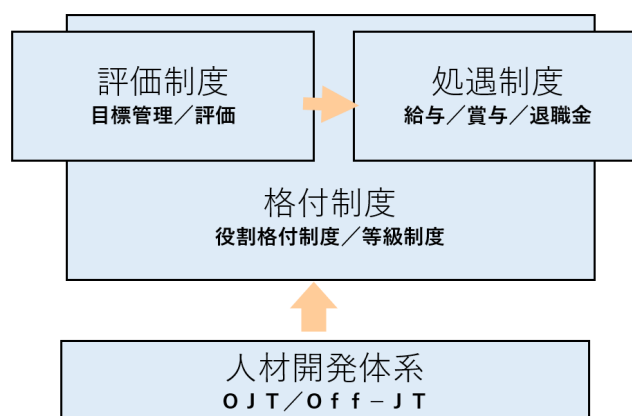 評価制度
目標管理／評価
処遇制度
給与／賞与／退職金
格付制度
役割格付制度／等級制度
人材開発体系
ＯＪＴ／Ｏｆｆ－ＪＴ